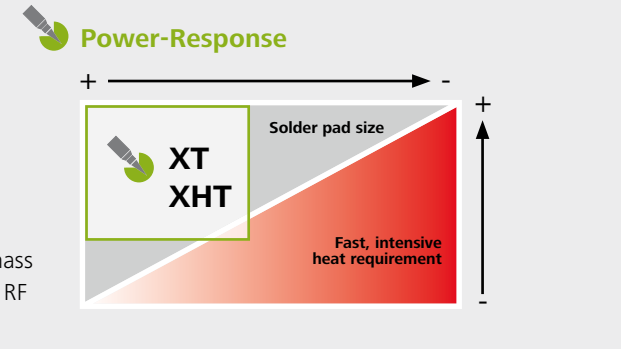 Power-Response
+ -
+
Solder pad size
XT
XHT
Fast, intensive
heat requirement
RF
-